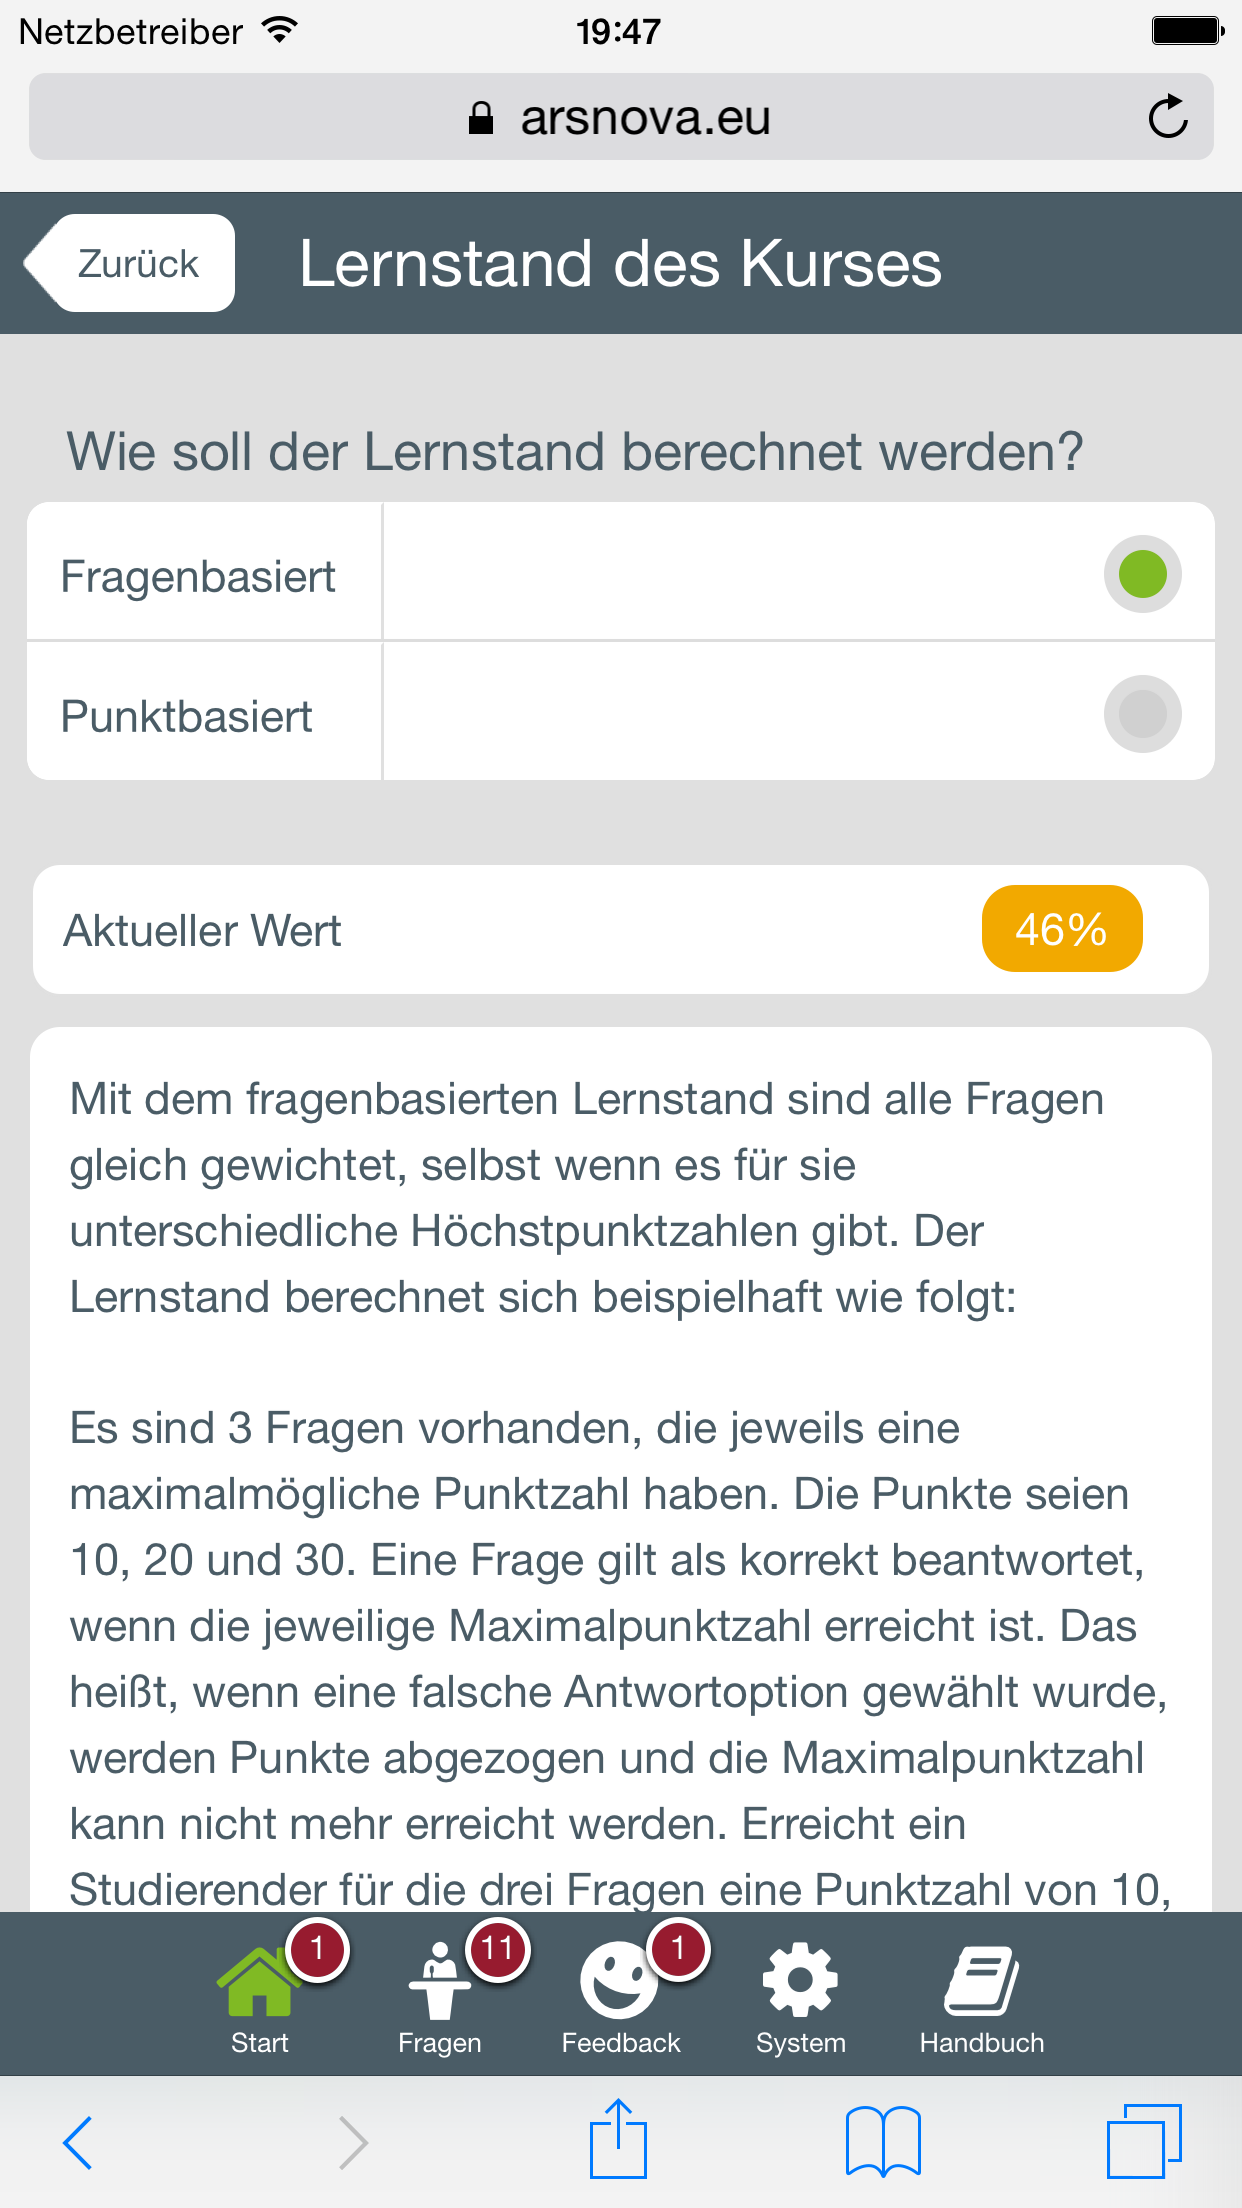 Netzbetreiber 19:47
arsnova.eu
Zurück Lernstand des Kurses
Wie soll der Lernstand berechnet werden?
Fragenbasiert
Punktbasiert
Aktueller Wert 46%
Mit dem fragenbasierten Lernstand sind alle Fragen
gleich gewichtet, selbst wenn es für sie
unterschiedliche Höchstpunktzahlen gibt. Der
Lernstand berechnet sich beispielhaft wie folgt:
Es sind 3 Fragen vorhanden, die jeweils eine
maximalmögliche Punktzahl haben. Die Punkte seien
10, 20 und 30. Eine Frage gilt als korrekt beantwortet,
wenn die jeweilige Maximalpunktzahl erreicht ist. Das
heißt, wenn eine falsche Antwortoption gewählt wurde,
werden Punkte abgezogen und die Maximalpunktzahl
kann nicht mehr erreicht werden. Erreicht ein
Studierender für die drei Fragen eine Punktzahl von 10,
1 11 1
Start Fragen Feedback System Handbuch